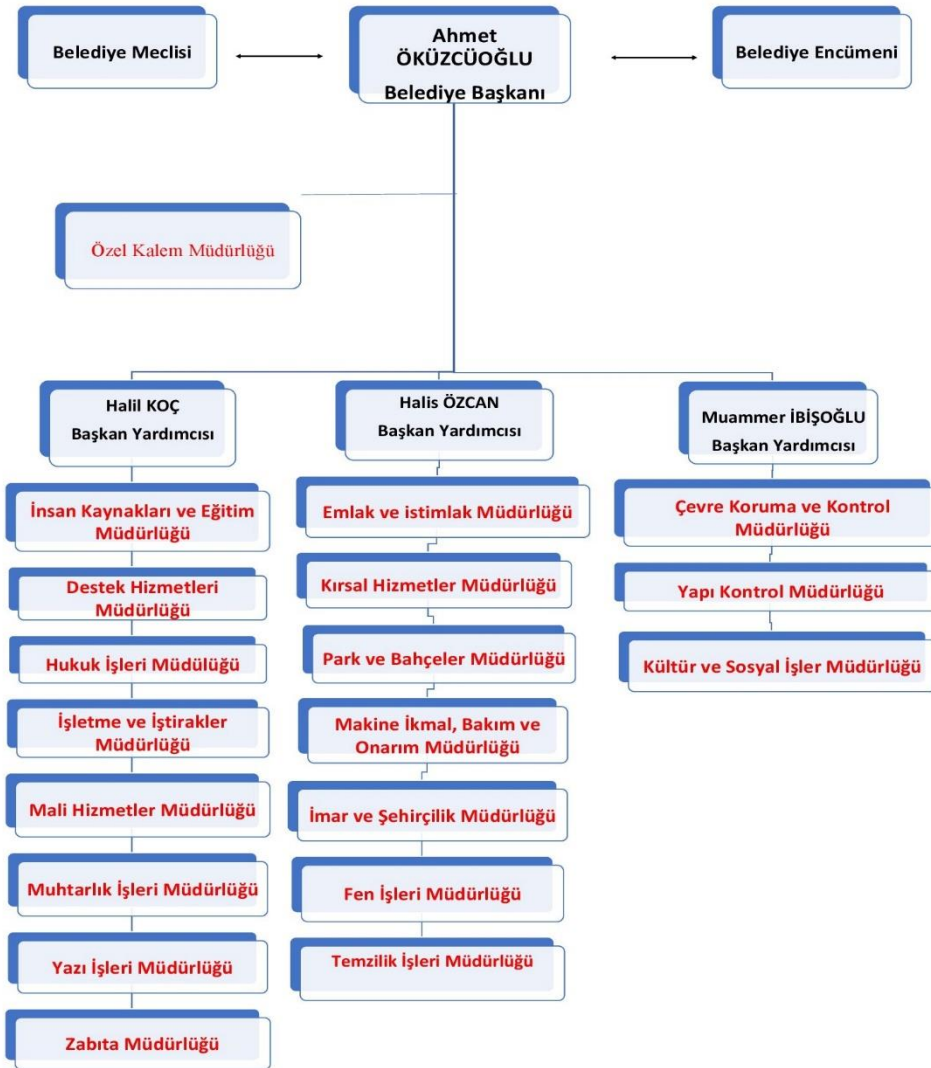 Belediye Meclisi
Ahmet
ÖKÜZCÜOĞLU
Belediye Başkanı
Belediye Encümeni
Özel Kalem Müdürlüğü
Halil KOÇ
Başkan Yardımcısı
İnsan Kaynakları ve Eğitim
Müdürlüğü
Destek Hizmetleri
Müdürlüğü
Hukuk İşleri Müdülüğü
İşletme ve İştirakler
Müdürlüğü
Mali Hizmetler Müdürlüğü
Muhtarlık İşleri Müdürlüğü
Yazı İşleri Müdürlüğü
Zabıta Müdürlüğü
Halis ÖZCAN
Başkan Yardımcısı
Emlak ve istimlak Müdürlüğü
Kırsal Hizmetler Müdürlüğü
Park ve Bahçeler Müdürlüğü
Makine İkmal, Bakım ve
Onarım Müdürlüğü
İmar ve Şehirçilik Müdürlüğü
Fen İşleri Müdürlüğü
Temzilik İşleri Müdürlüğü
Muammer İBİŞOĞLU
Başkan Yardımcısı
Çevre Koruma ve Kontrol
Müdürlüğü
Yapı Kontrol Müdürlüğü
Kültür ve Sosyal İşler Müdürlüğü